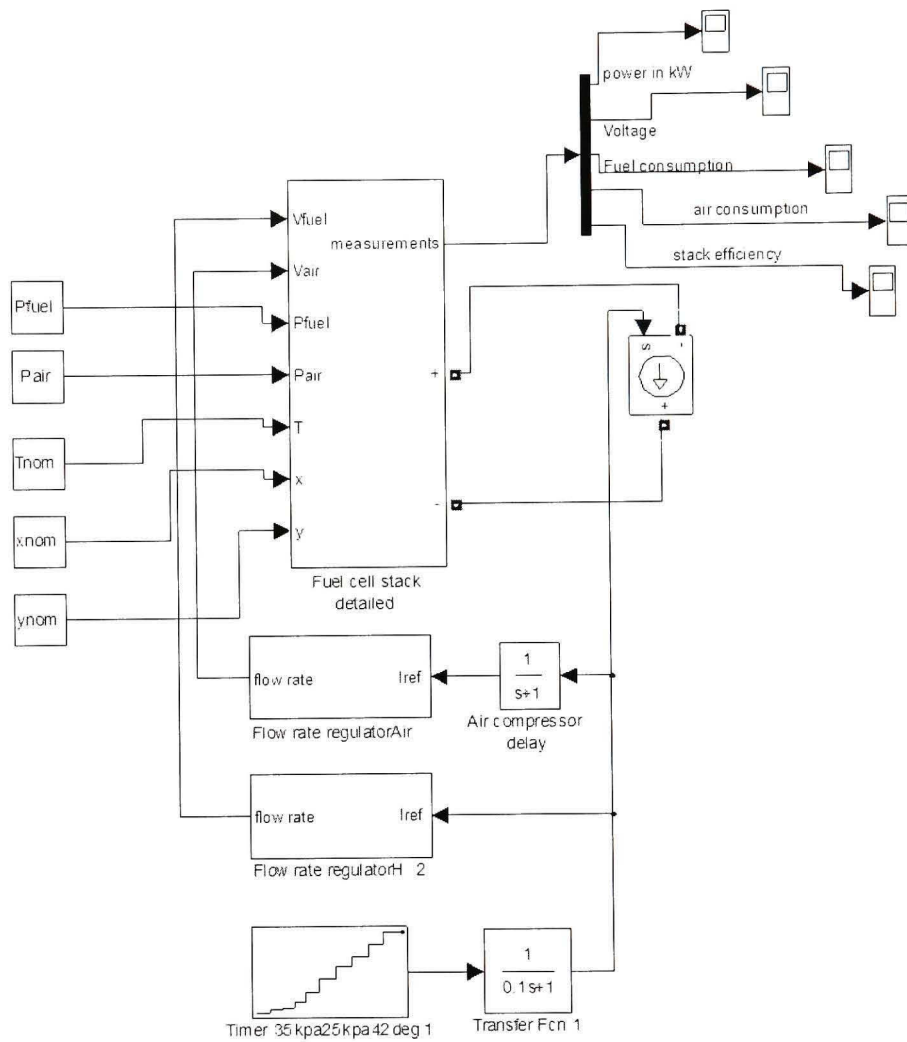 power in kW
Voltage
Fuel consumption
air consumption
stack efficiency
Vfuel
measurements
Vair
Pfuel
Pfuel
Pair
Pair
+
s
-
+
T
Tnom
x
-
xnom
y
Fuel cell stack
detailed
ynom
flow rate
Iref
1
s+1
Flow rate regulatorAir
Air compressor
delay
flow rate
Iref
Flow rate regulatorH 2
1
0.1s+1
Timer 35kpa25kpa42deg 1
Transfer Fcn 1